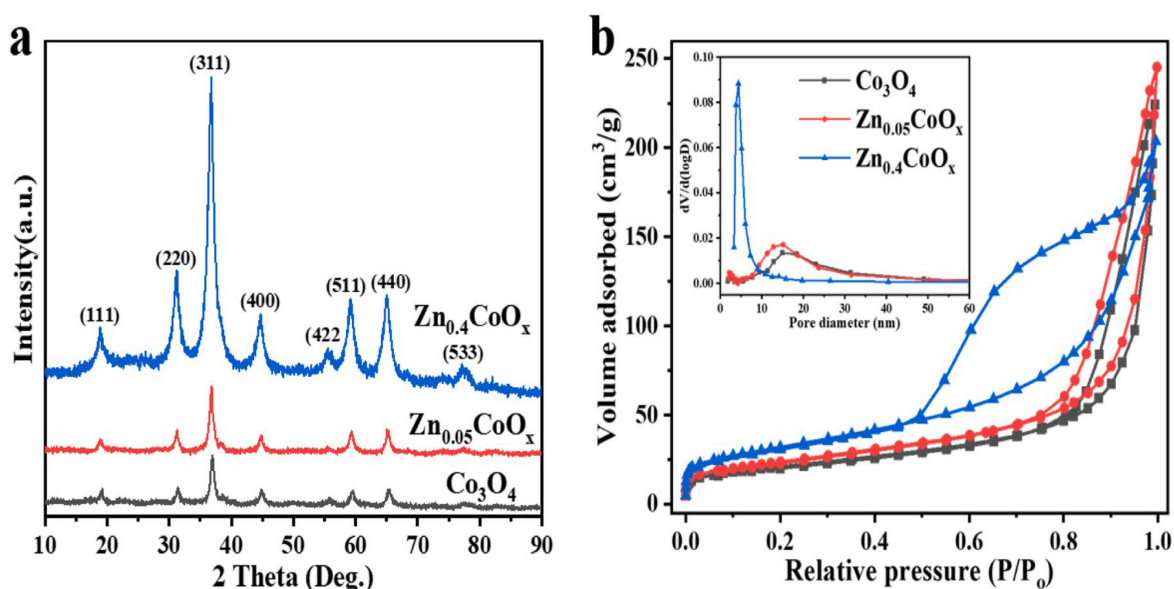 a
Intensity(a.u.)
(111)
(220)
(311)
(400)
(422
(511)
(440)
(533)
Zn₀.₄CoOₓ
Zn₀.₀₅CoOₓ
Co₃O₄
10 20 30 40 50 60 70 80 90
2 Theta (Deg.)
b
Volume adsorbed (cm³/g)
250
200
150
100
50
0
0.0 0.2 0.4 0.6 0.8 1.0
Relative pressure (P/Pₒ)
dV/d(logD)
0.10
0.08
0.06
0.04
0.02
0.00
0 10 20 30 40 50 60
Pore diameter (nm)
Co₃O₄
Zn₀.₀₅CoOₓ
Zn₀.₄CoOₓ